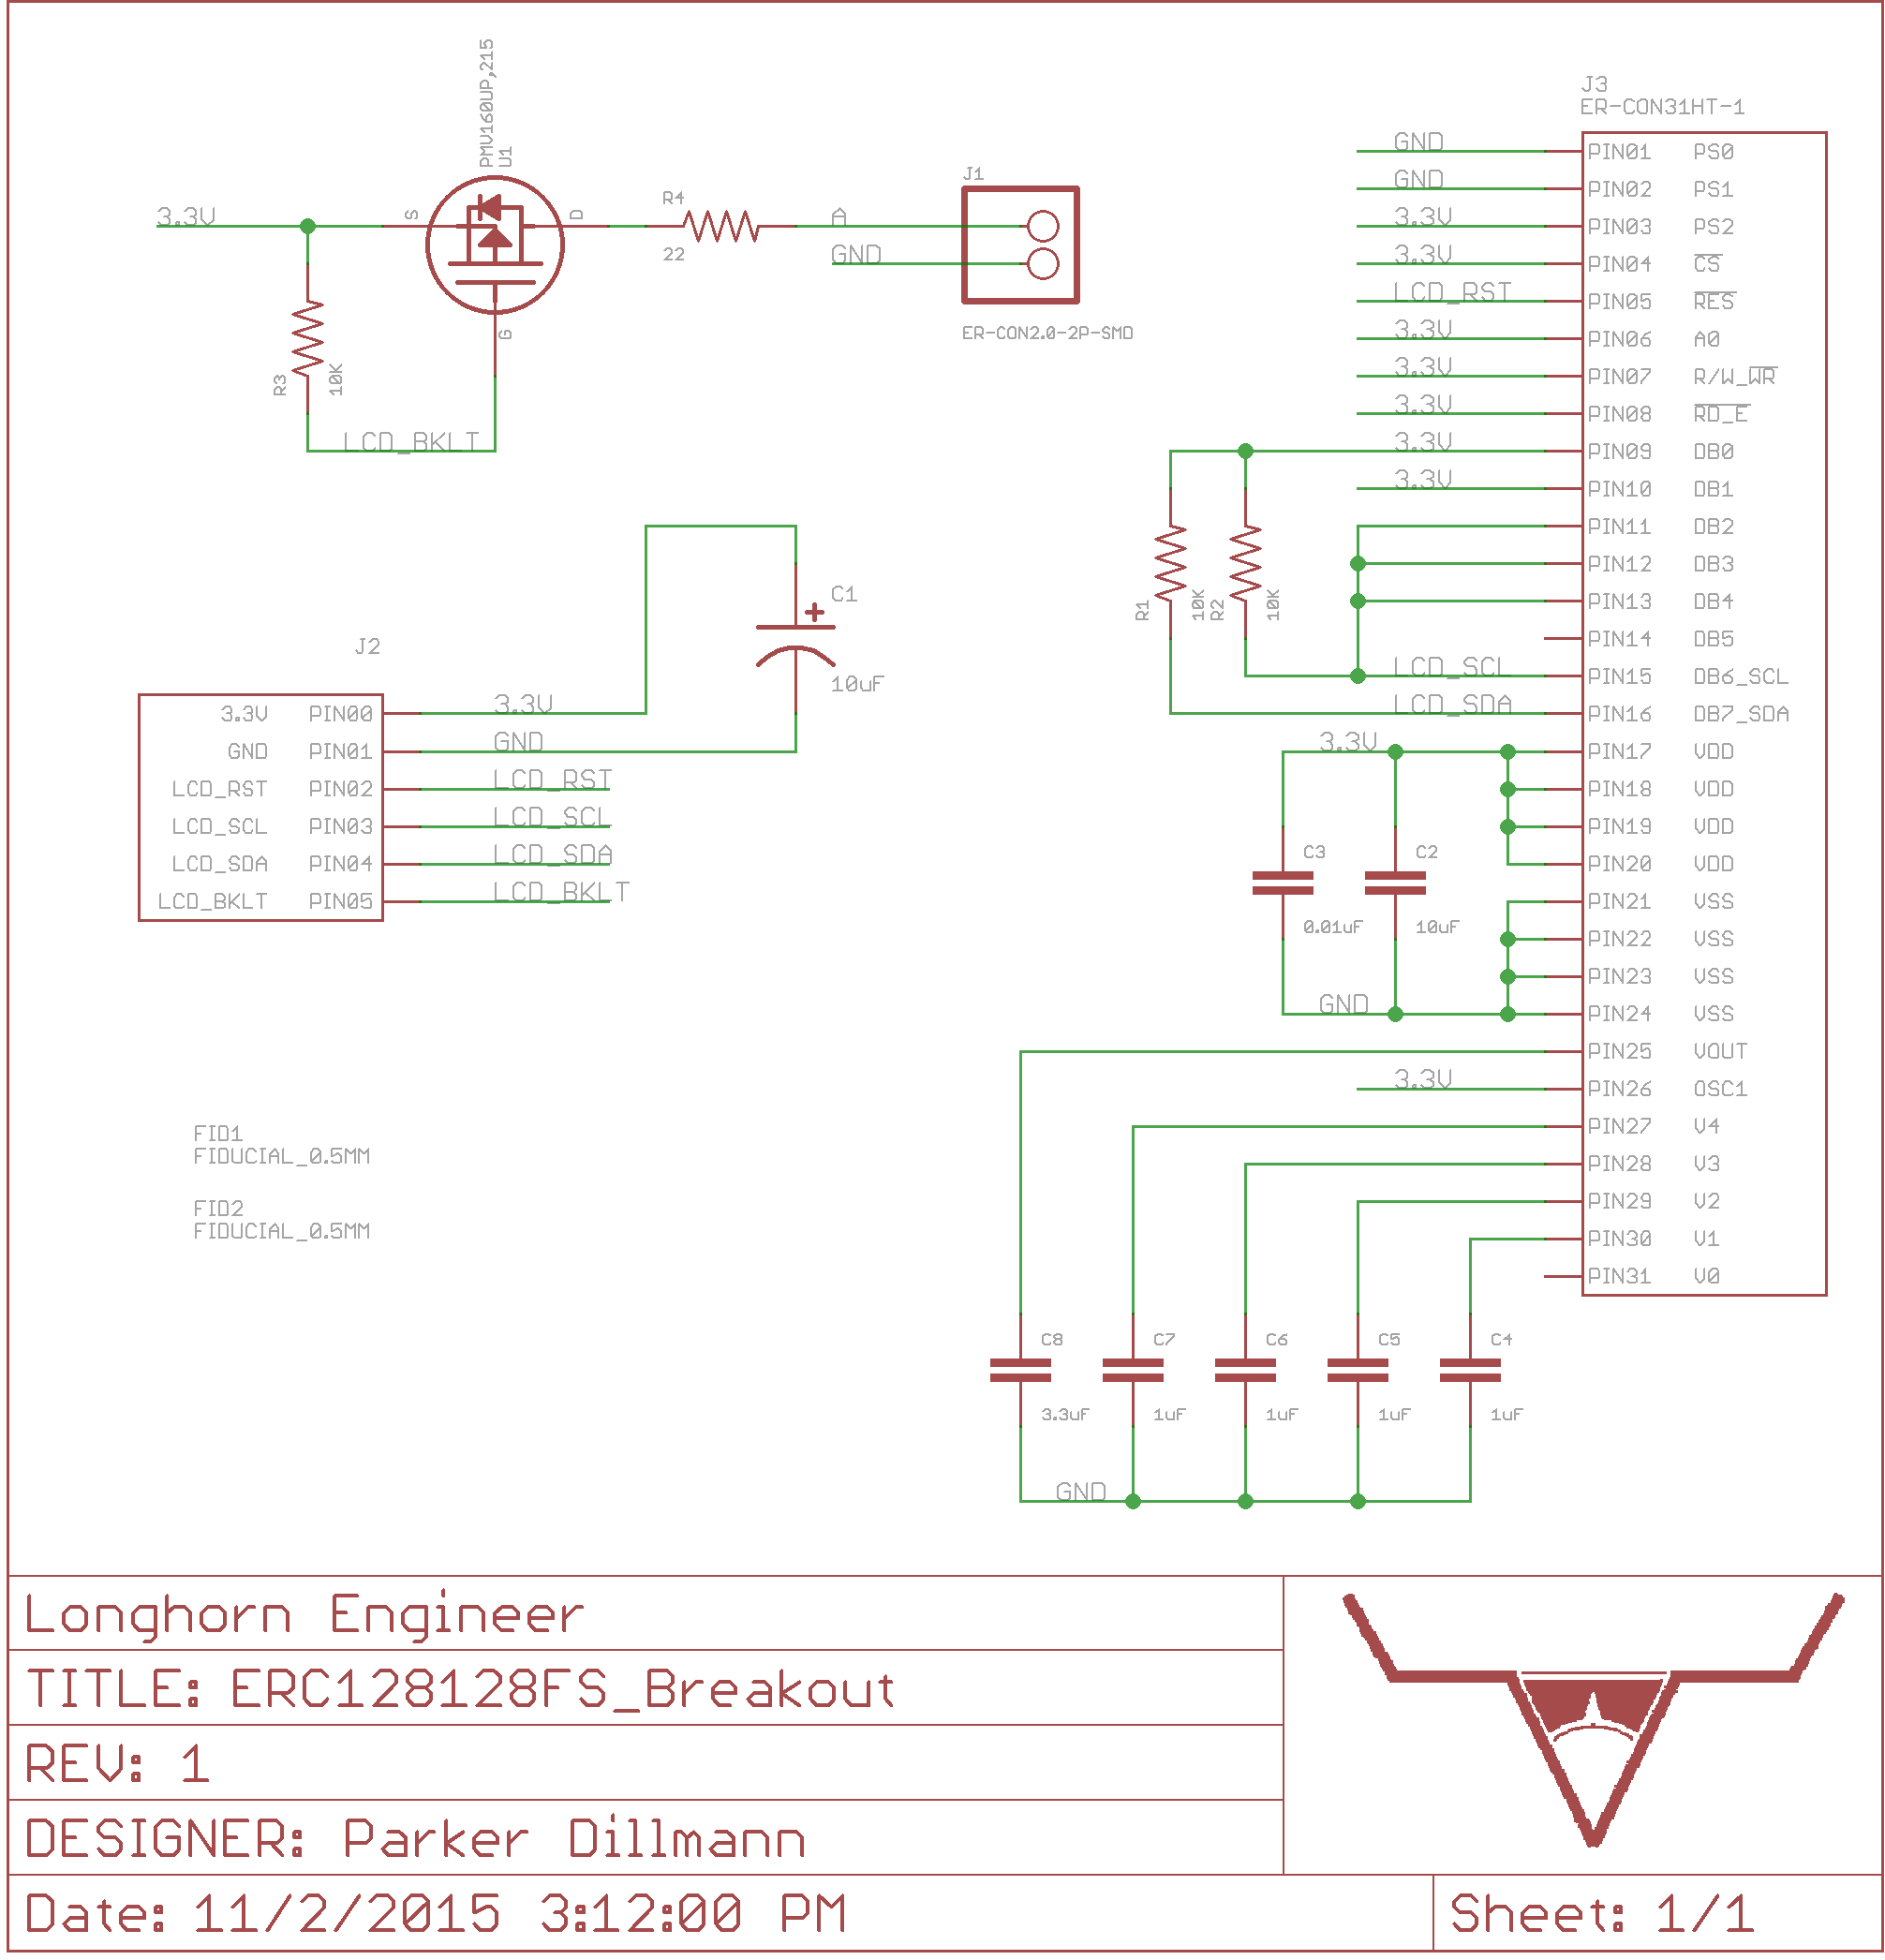 PMV160UP,215
U1
3.3V
S
D
G
R3
10K
LCD_BKLT
R4
22
A
GND
J1
ER-CON2.0-2P-SMD
J2
3.3V PIN00 3.3V
GND PIN01 GND
LCD_RST PIN02 LCD_RST
LCD_SCL PIN03 LCD_SCL
LCD_SDA PIN04 LCD_SDA
LCD_BKLT PIN05 LCD_BKLT
C1
10uF
FID1
FIDUCIAL_0.5MM
FID2
FIDUCIAL_0.5MM
J3
ER-CON31HT-1
GND PIN01 PS0
GND PIN02 PS1
3.3V PIN03 PS2
3.3V PIN04 CS
LCD_RST PIN05 RES
3.3V PIN06 A0
3.3V PIN07 R/W_WR
3.3V PIN08 RD_E
3.3V PIN09 DB0
3.3V PIN10 DB1
PIN11 DB2
PIN12 DB3
PIN13 DB4
PIN14 DB5
LCD_SCL PIN15 DB6_SCL
LCD_SDA PIN16 DB7_SDA
R1
10K
R2
10K
3.3V PIN17 VDD
PIN18 VDD
PIN19 VDD
PIN20 VDD
PIN21 VSS
PIN22 VSS
PIN23 VSS
GND PIN24 VSS
C3
0.01uF
C2
10uF
PIN25 VOUT
3.3V PIN26 OSC1
PIN27 V4
PIN28 V3
PIN29 V2
PIN30 V1
PIN31 V0
C8 C7 C6 C5 C4
3.3uF 1uF 1uF 1uF 1uF
GND
Longhorn Engineer
TITLE: ERC128128FS_Breakout
REV: 1
DESIGNER: Parker Dillmann
Date: 11/2/2015 3:12:00 PM
Sheet: 1/1